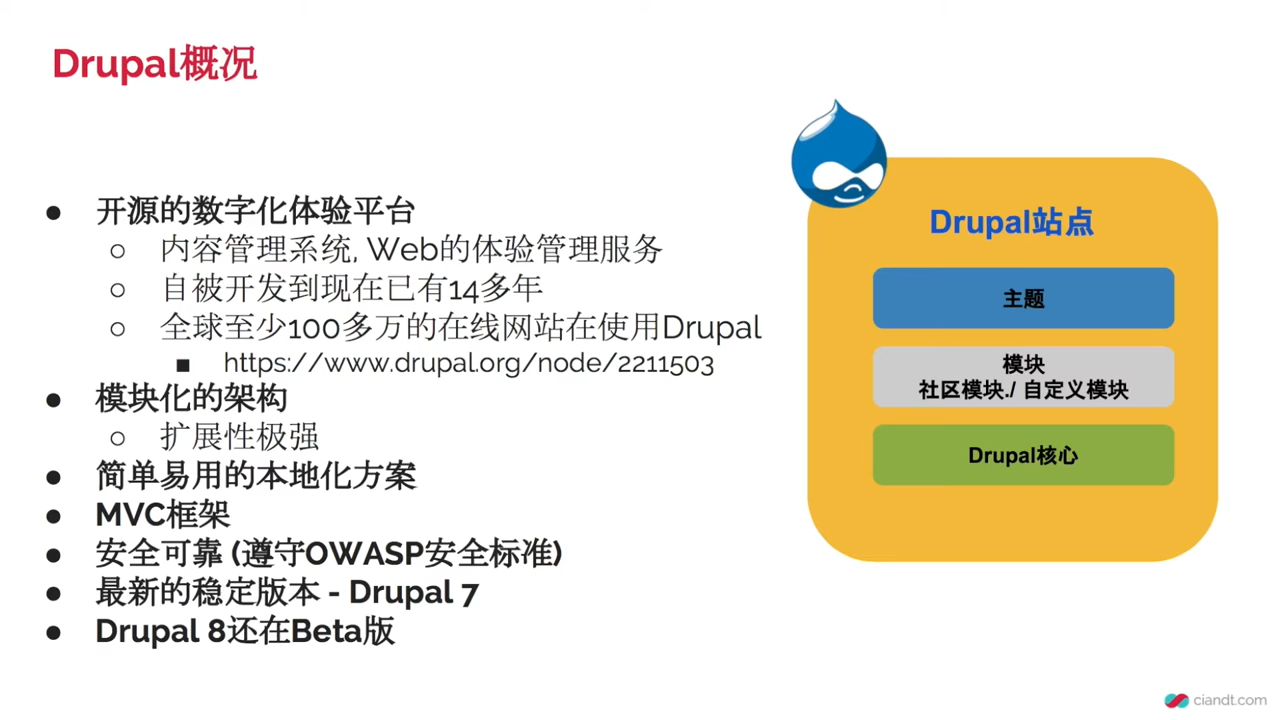 Drupal概况
开源的数字化体验平台
内容管理系统, Web的体验管理服务
自被开发到现在已有14多年
全球至少100多万的在线网站在使用Drupal
https://www.drupal.org/node/2211503
模块化的架构
扩展性极强
简单易用的本地化方案
MVC框架
安全可靠 (遵守OWASP安全标准)
最新的稳定版本 - Drupal 7
Drupal 8还在Beta版
Drupal站点
主题
模块
社区模块./ 自定义模块
Drupal核心
ciandt.com